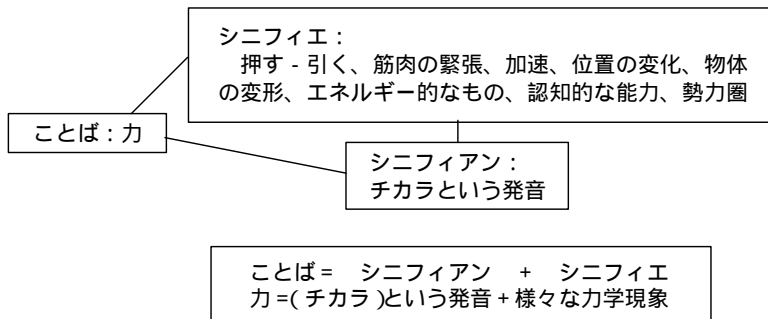 シニフィエ：
押す - 引く、筋肉の緊張、加速、位置の変化、物体
の変形、エネルギー的なもの、認知的な能力、勢力圏
ことば：力
シニフィアン：
チカラという発音
ことば = シニフィアン + シニフィエ
力 =( チカラ )という発音 + 様々な力学現象